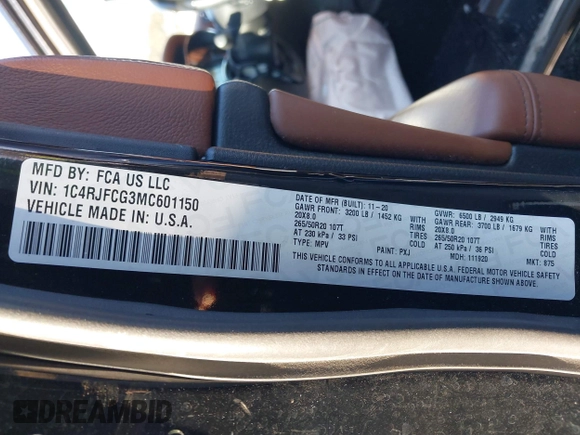 MFD BY: FCA US LLC
VIN: 1C4RJFCG3MC601150
VEHICLE MADE IN: U.S.A.
DATE OF MFR (BUILT): 11-20
GAWR FRONT: 3200 LB / 1452 KG WITH
20X8.0 RIMS
265/50R20 107T TIRES
AT 230 kPa / 33 PSI COLD
TYPE: MPV PAINT: PXJ
GVWR: 6500 LB / 2949 KG
GAWR REAR: 3700 LB / 1679 KG WITH
20X8.0 RIMS
265/50R20 107T TIRES
AT 250 kPa / 36 PSI COLD
MDH: 111920 MKT: 875
THIS VEHICLE CONFORMS TO ALL APPLICABLE U.S.A. FEDERAL MOTOR VEHICLE SAFETY
STANDARDS IN EFFECT ON THE DATE OF MANUFACTURE SHOWN ABOVE.
DREAMBID